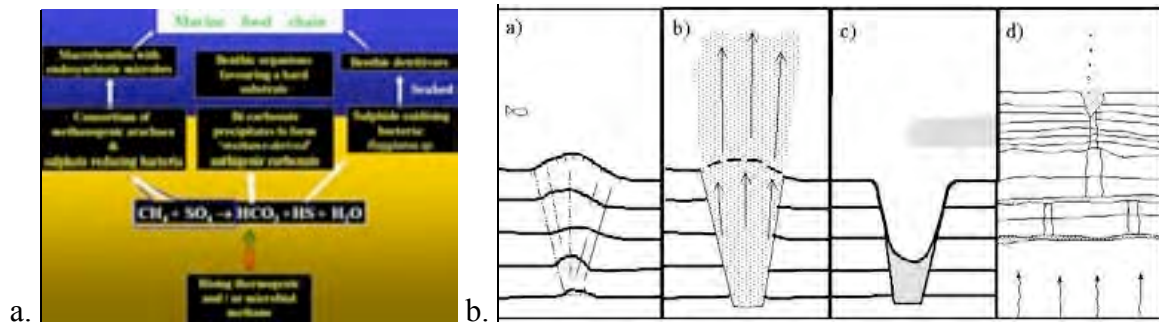 a)
b)
c)
d)
Marine food chain
Macrobenthos with
endosymbiotic microbes
Benthic organisms
favouring a hard
substrate
Benthic detritivores
Seabed
Consortium of
methanogenic archaea
&
sulphate reducing bacteria
Bi carbonate
precipitates to form
authigenic carbonate
Sulphide oxidising
bacteria:
CH₄ + SO₄ → HCO₃ + HS + H₂O
Rising thermogenic
and / or microbial
methane
a.
b.